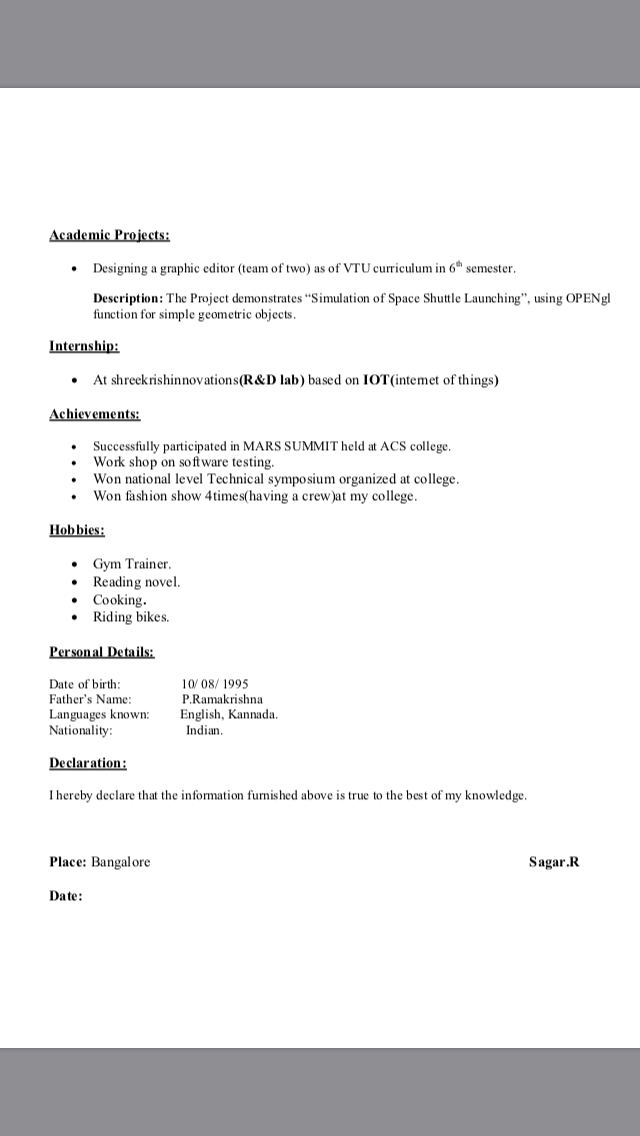 Academic Projects:
• Designing a graphic editor (team of two) as of VTU curriculum in 6th semester.
Description: The Project demonstrates “Simulation of Space Shuttle Launching”, using OPENgl
function for simple geometric objects.
Internship:
• At shreekrishinnovations(R&D lab) based on IOT(internet of things)
Achievements:
• Successfully participated in MARS SUMMIT held at ACS college.
• Work shop on software testing.
• Won national level Technical symposium organized at college.
• Won fashion show 4times(having a crew)at my college.
Hobbies:
• Gym Trainer.
• Reading novel.
• Cooking.
• Riding bikes.
Personal Details:
Date of birth: 10/ 08/ 1995
Father’s Name: P.Ramakrishna
Languages known: English, Kannada.
Nationality: Indian.
Declaration:
I hereby declare that the information furnished above is true to the best of my knowledge.
Place: Bangalore Sagar.R
Date: